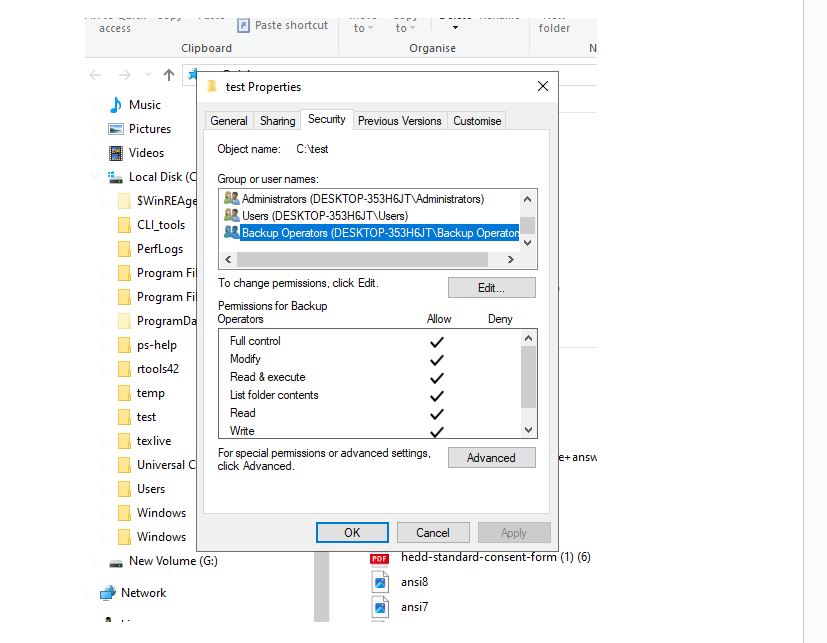 Paste shortcut
access
to
to
folder
Clipboard
Organise
N
test Properties
General
Sharing
Security
Previous Versions
Customise
Object name: C:\test
Group or user names:
Administrators (DESKTOP-353H6JT\Administrators)
Users (DESKTOP-353H6JT\Users)
Backup Operators (DESKTOP-353H6JT\Backup Operator
To change permissions, click Edit.
Edit...
Permissions for Backup
Operators
Allow
Deny
Full control
Modify
Read & execute
List folder contents
Read
Write
For special permissions or advanced settings,
click Advanced.
Advanced
OK
Cancel
Apply
Music
Pictures
Videos
Local Disk (C
$WinREAge
CLI_tools
PerfLogs
Program Fil
Program Fil
ProgramDa
ps-help
rtools42
temp
test
texlive
Universal C
Users
Windows
Windows
New Volume (G:)
Network
e+answ
PDF
hedd-standard-consent-form (1) (6)
ansi8
ansi7